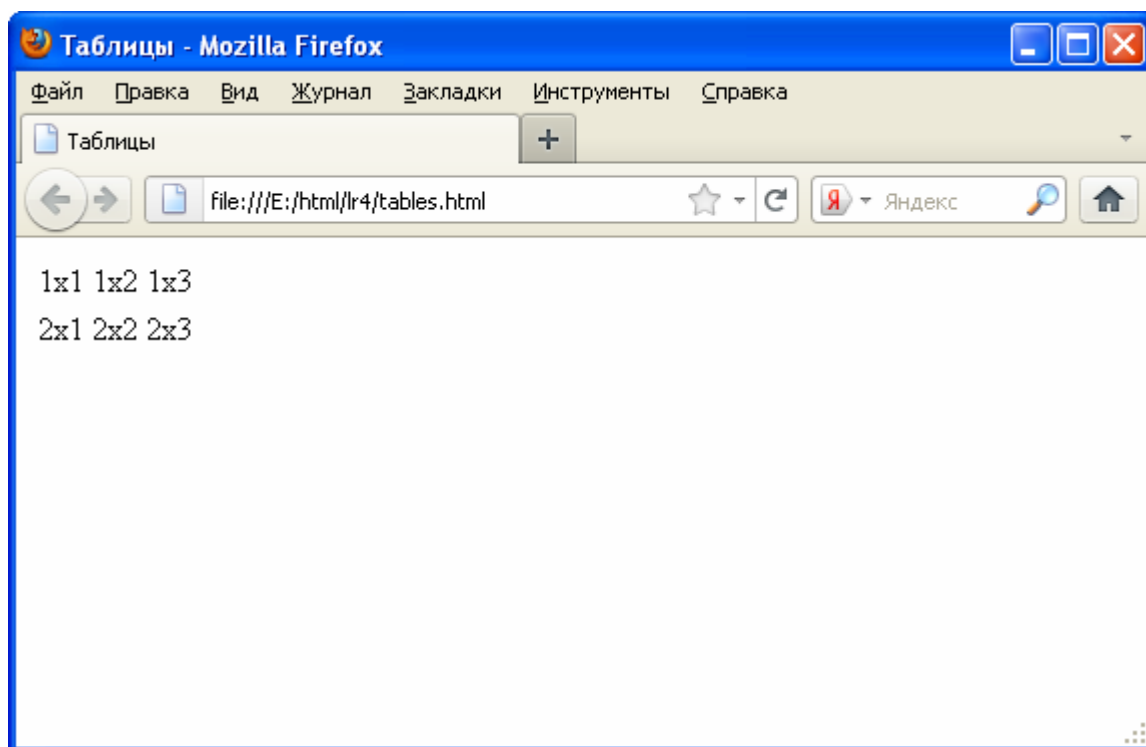 Таблицы - Mozilla Firefox
Файл Правка Вид Журнал Закладки Инструменты Справка
Таблицы
file:///E:/html/lr4/tables.html Яндекс
1x1 1x2 1x3
2x1 2x2 2x3